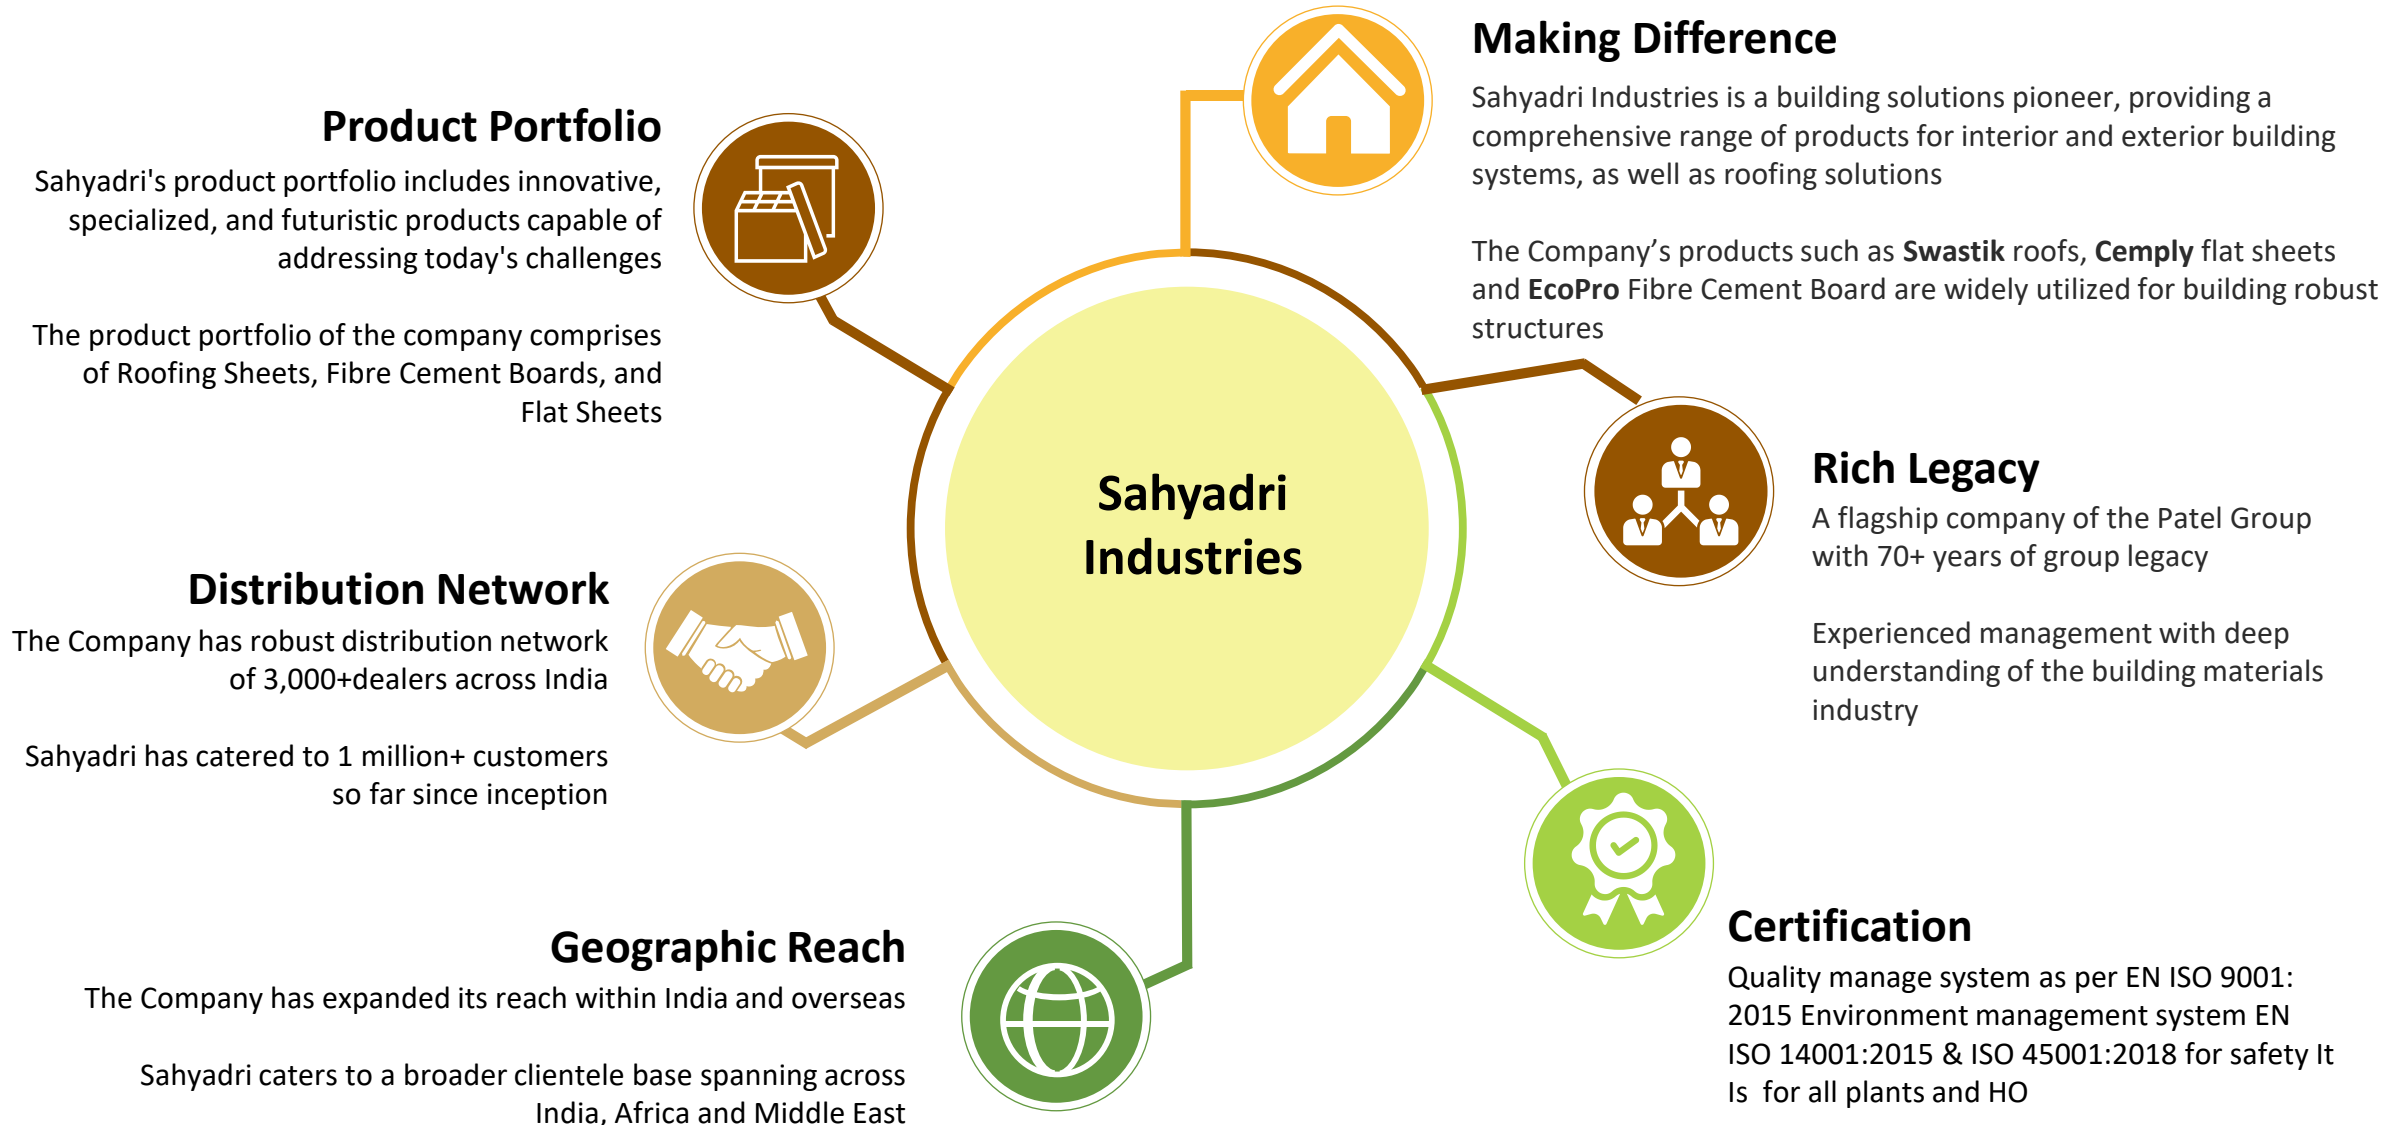 Making Difference
Sahyadri Industries is a building solutions pioneer, providing a
comprehensive range of products for interior and exterior building
systems, as well as roofing solutions
The Company’s products such as Swastik roofs, Cemply flat sheets
and EcoPro Fibre Cement Board are widely utilized for building robust
structures
Product Portfolio
Sahyadri's product portfolio includes innovative,
specialized, and futuristic products capable of
addressing today's challenges
The product portfolio of the company comprises
of Roofing Sheets, Fibre Cement Boards, and
Flat Sheets
Sahyadri
Industries
Rich Legacy
A flagship company of the Patel Group
with 70+ years of group legacy
Experienced management with deep
understanding of the building materials
industry
Distribution Network
The Company has robust distribution network
of 3,000+dealers across India
Sahyadri has catered to 1 million+ customers
so far since inception
Certification
Quality manage system as per EN ISO 9001:
2015 Environment management system EN
ISO 14001:2015 & ISO 45001:2018 for safety It
Is  for all plants and HO
Geographic Reach
The Company has expanded its reach within India and overseas
Sahyadri caters to a broader clientele base spanning across
India, Africa and Middle East